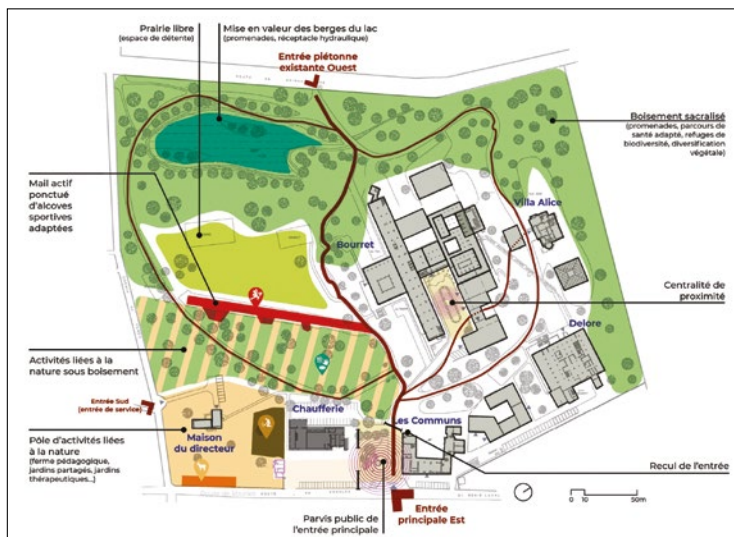 Prairie libre
(espace de détente)
Mise en valeur des berges du lac
(promenades, réceptacle hydraulique)
Entrée piétonne
existante Ouest
Boisement sacralisé
(promenades, parcours de
santé adapté, refuges de
biodiversité, diversification
végétale)
Mail actif
ponctué
d'alcoves
sportives
adaptées
Villa Alice
Bourret
Centralité de
proximité
Delore
Activités liées à la
nature sous boisement
Entrée Sud
(entrée de service)
Chaufferie
Les Communs
Maison
du directeur
Pôle d'activités liées
à la nature
(ferme pédagogique,
jardins partagés, jardins
thérapeutiques...)
Recul de l'entrée
0 10 50m
Entrée
principale Est
Parvis public de
l'entrée principale